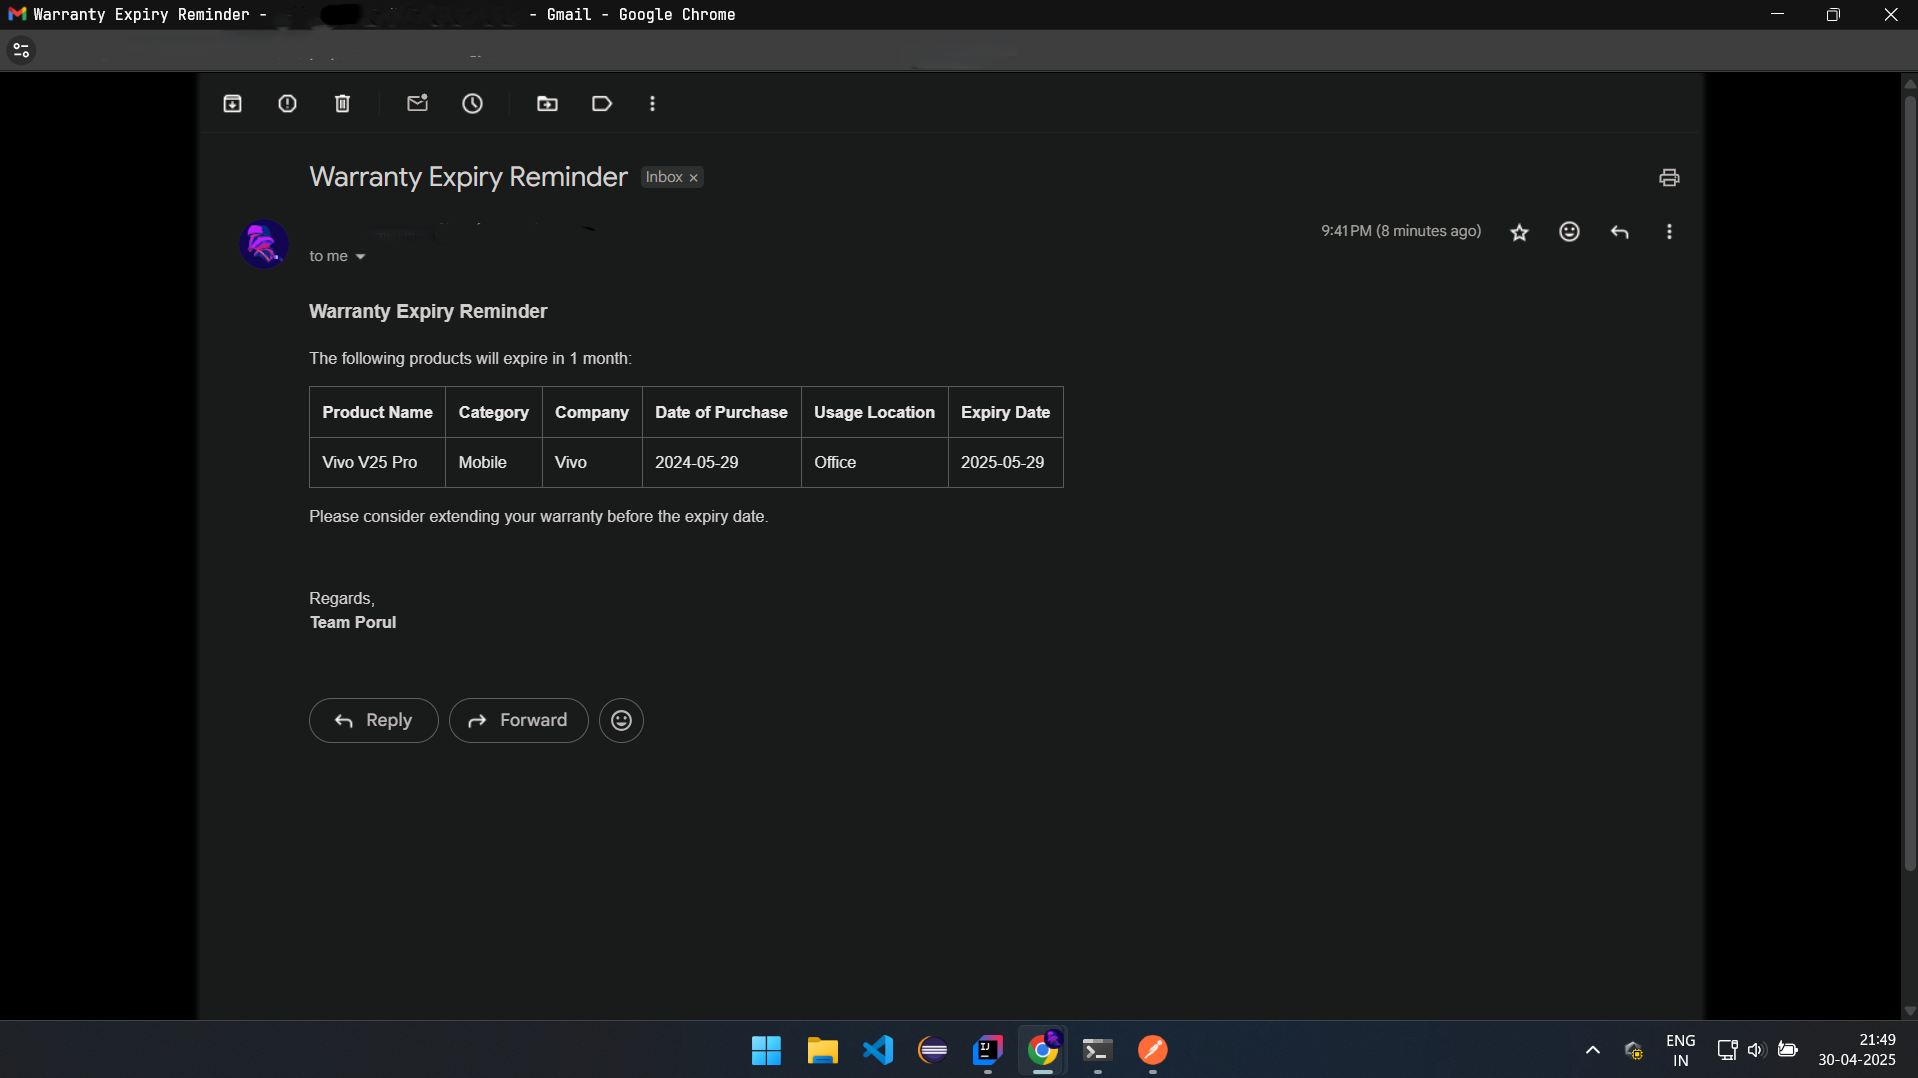 Warranty Expiry Reminder -
- Gmail - Google Chrome
Warranty Expiry Reminder Inbox ×
9:41 PM (8 minutes ago)
to me
Warranty Expiry Reminder
The following products will expire in 1 month:
Product Name Category Company Date of Purchase Usage Location Expiry Date
Vivo V25 Pro Mobile Vivo 2024-05-29 Office 2025-05-29
Please consider extending your warranty before the expiry date.
Regards,
Team Porul
Reply Forward
IJ
ENG
IN
21:49
30-04-2025